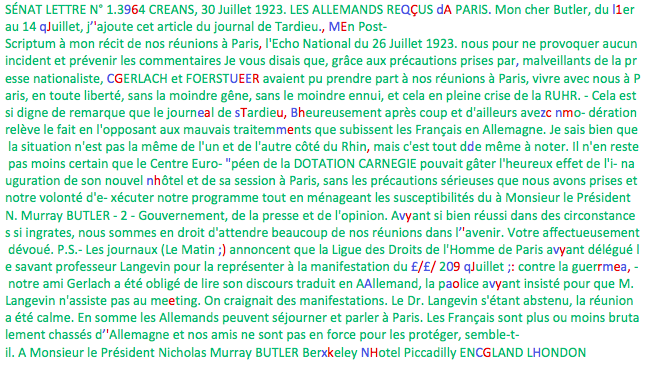 SÉNAT LETTRE N° 1.3964 CREANS, 30 Juillet 1923. LES ALLEMANDS REQÇUS dA PARIS. Mon cher Butler, du l1er
au 14 qJuillet, j’'ajoute cet article du journal de Tardieu., MEn Post-
Scriptum à mon récit de nos réunions à Paris, l'Echo National du 26 Juillet 1923. nous pour ne provoquer aucun
incident et prévenir les commentaires Je vous disais que, grâce aux précautions prises par, malveillants de la pr
esse nationaliste, CGERLACH et FOERSTUEER avaient pu prendre part à nos réunions à Paris, vivre avec nous à P
aris, en toute liberté, sans la moindre gêne, sans le moindre ennui, et cela en pleine crise de la RUHR. - Cela est
si digne de remarque que le journeal de sTardieu, Bheureusement après coup et d'ailleurs avezc nmo- dération
relève le fait en l'opposant aux mauvais traitemments que subissent les Français en Allemagne. Je sais bien que
la situation n'est pas la même de l'un et de l'autre côté du Rhin, mais c'est tout dde même à noter. Il n'en reste
pas moins certain que le Centre Euro- "péen de la DOTATION CARNEGIE pouvait gâter l'heureux effet de l'i- na
uguration de son nouvel nhôtel et de sa session à Paris, sans les précautions sérieuses que nous avons prises et
notre volonté d'e- xécuter notre programme tout en ménageant les susceptibilités du à Monsieur le Président
N. Murray BUTLER - 2 - Gouvernement, de la presse et de l'opinion. Avyant si bien réussi dans des circonstance
s si ingrates, nous sommes en droit d'attendre beaucoup de nos réunions dans l’'avenir. Votre affectueusement
dévoué. P.S.- Les journaux (Le Matin ;) annoncent que la Ligue des Droits de l'Homme de Paris avyant délégué l
e savant professeur Langevin pour la représenter à la manifestation du £/£/ 209 qJuillet ;: contre la guerrmea, -
notre ami Gerlach a été obligé de lire son discours traduit en AAllemand, la paolice avyant insisté pour que M.
Langevin n'assiste pas au meeting. On craignait des manifestations. Le Dr. Langevin s'étant abstenu, la réunion
a été calme. En somme les Allemands peuvent séjourner et parler à Paris. Les Français sont plus ou moins bruta
lement chassés d’'Allemagne et nos amis ne sont pas en force pour les protéger, semble-t-
il. A Monsieur le Président Nicholas Murray BUTLER Berxkeley NHotel Piccadilly ENCGLAND LHONDON